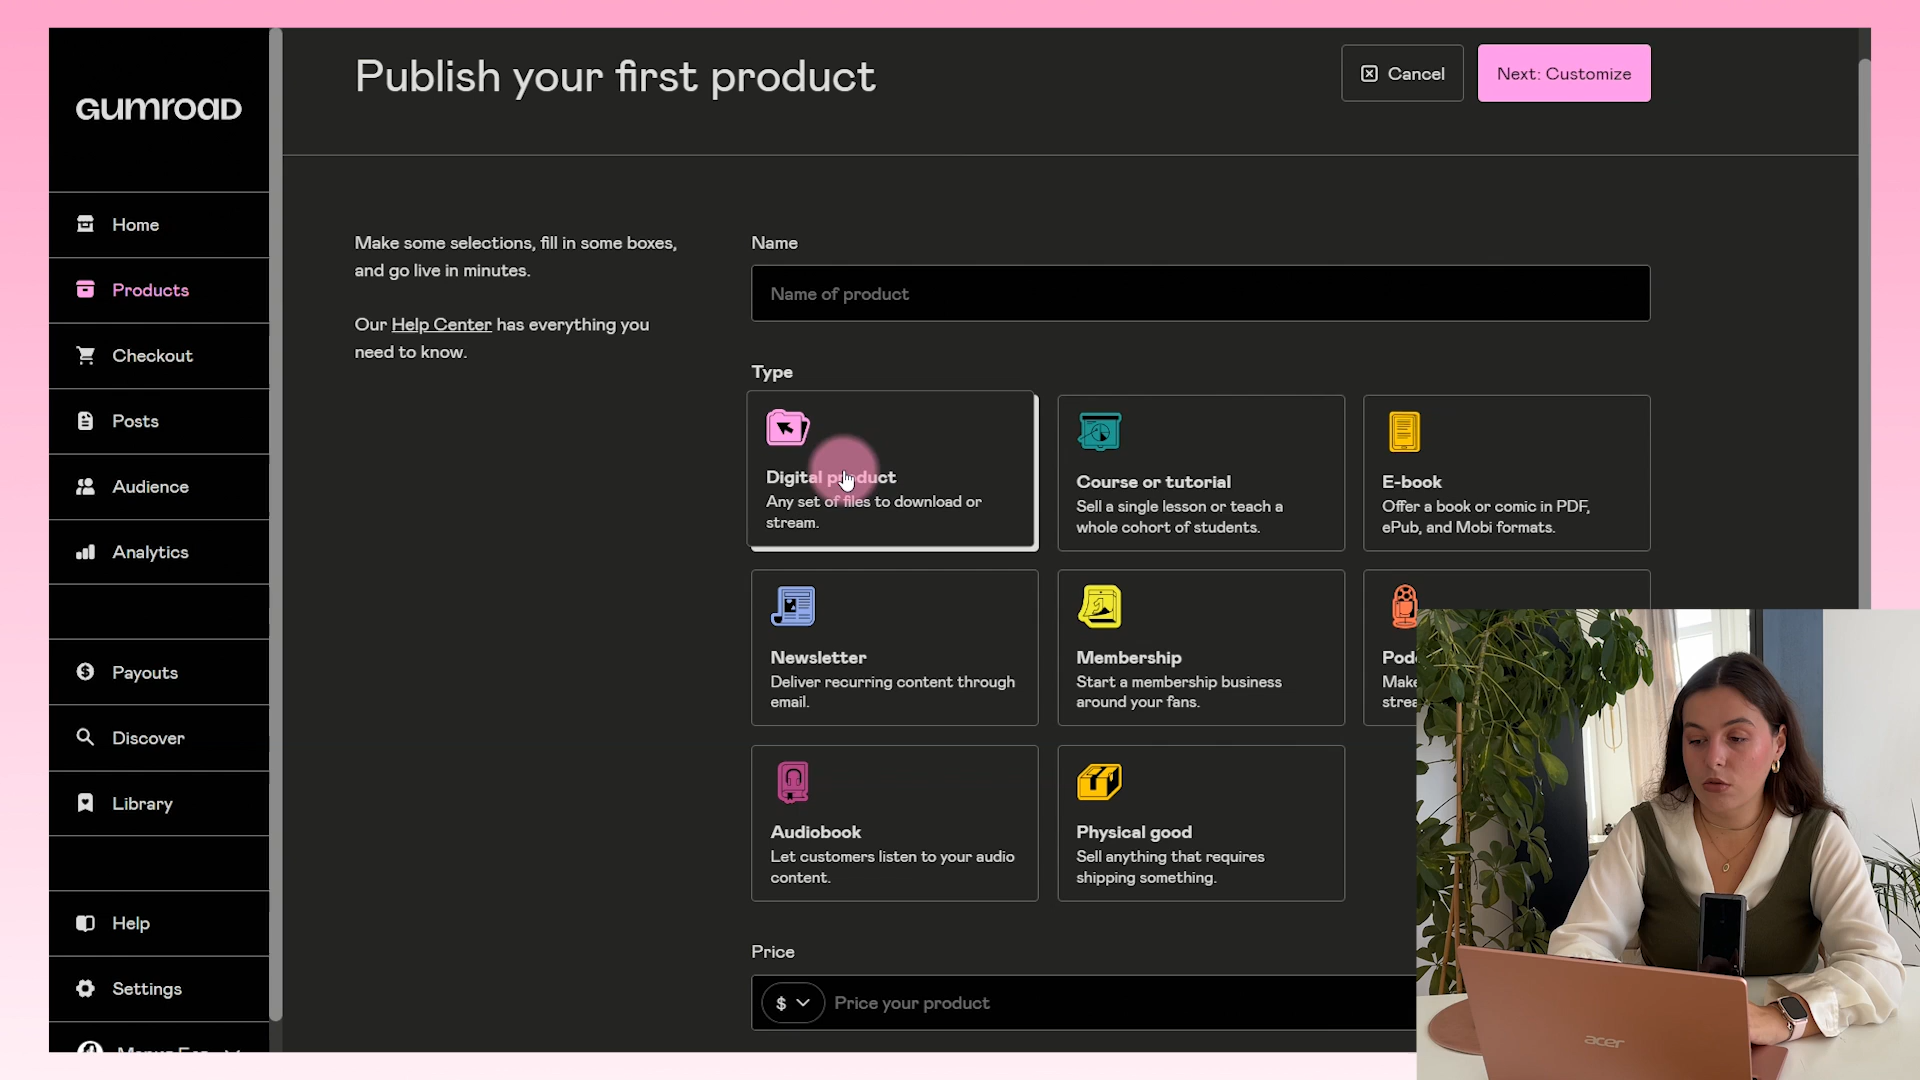 GUMROAD
Home
Products
Checkout
Posts
Audience
Analytics
Payouts
Discover
Library
Help
Settings
Publish your first product
Cancel
Next: Customize
Make some selections, fill in some boxes,
and go live in minutes.
Our Help Center has everything you
need to know.
Name
Name of product
Type
Digital product
Any set of files to download or
stream.
Course or tutorial
Sell a single lesson or teach a
whole cohort of students.
E-book
Offer a book or comic in PDF,
ePub, and Mobi formats.
Newsletter
Deliver recurring content through
email.
Membership
Start a membership business
around your fans.
Make
Audiobook
Let customers listen to your audio
content.
Physical good
Sell anything that requires
shipping something.
Price
$
Price your product
acer